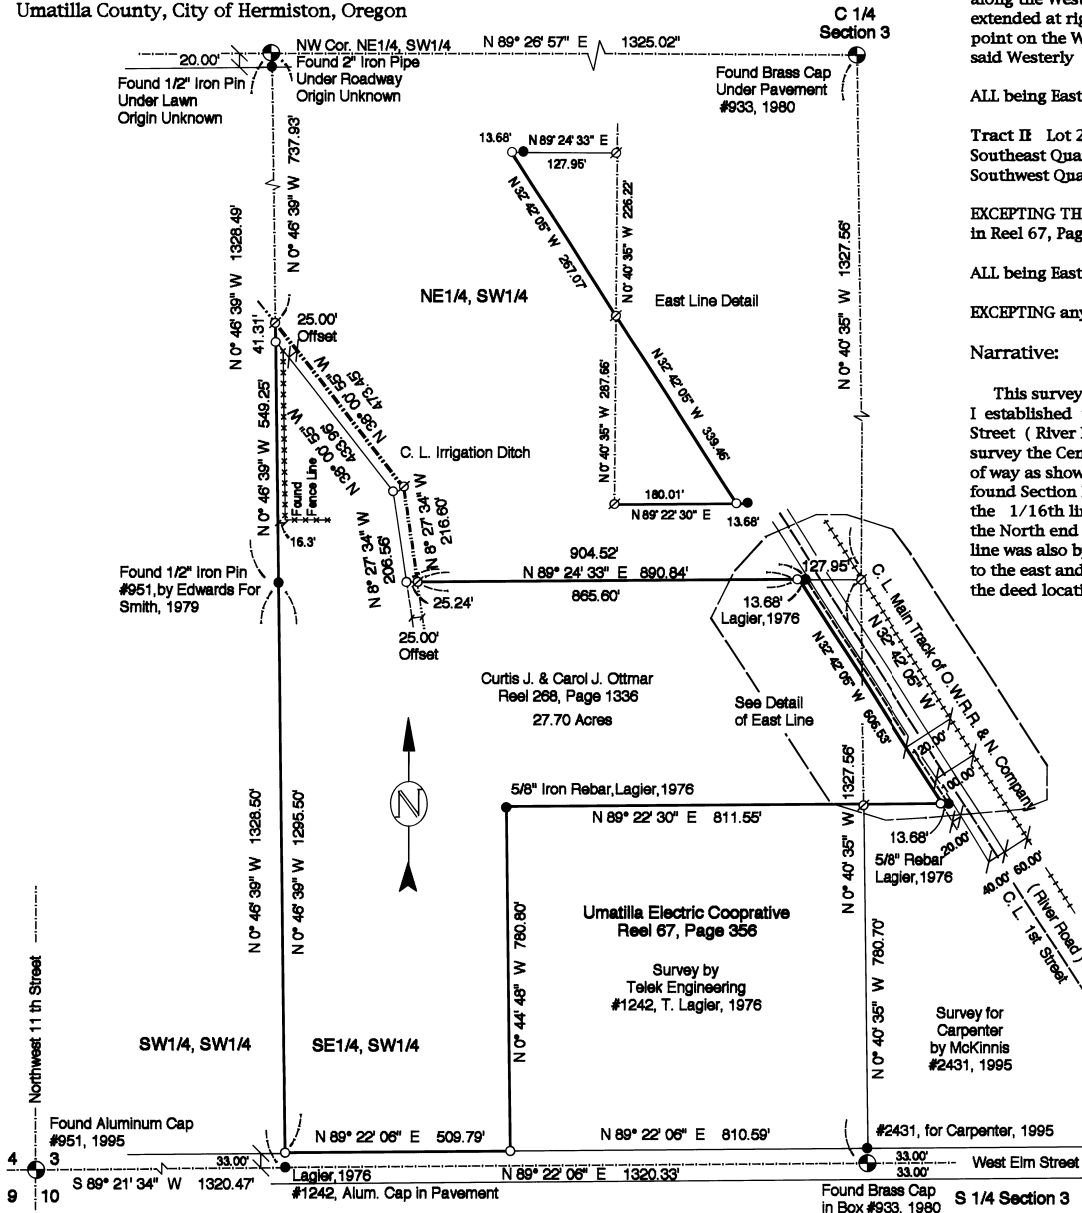 Umatilla County, City of Hermiston, Oregon
C 1/4
Section 3
NW Cor. NE1/4, SW1/4
N 89° 26' 57" E 1325.02"
20.00'
Found 2" Iron Pipe
Under Roadway
Origin Unknown
Found 1/2" Iron Pin
Under Lawn
Origin Unknown
Found Brass Cap
Under Pavement
#933, 1980
N 0° 46' 39" W 737.93'
N 0° 46' 39" W 1328.49'
13.68'
N 89° 24' 33" E
127.95'
N 32° 42' 05" W 267.07'
N 0° 40' 35" W 226.22'
NE1/4, SW1/4
East Line Detail
N 0° 40' 35" W 1327.56'
25.00'
Offset
41.31'
N 0° 46' 39" W 549.25'
N 38° 00' 55" W
473.45'
N 38° 00' 55" W
433.96'
N 0° 40' 35" W 287.66'
N 32° 42' 05" W 339.46'
C. L. Irrigation Ditch
Found
Fence Line
16.3'
180.01'
N 89° 22' 30" E
13.68'
N 8° 27' 34" W
216.60'
N 8° 27' 34" W
206.56'
904.52'
N 89° 24' 33" E 890.84'
865.60'
25.24'
25.00'
Offset
127.95'
13.68'
Lagier,1976
Found 1/2" Iron Pin
#951,by Edwards For
Smith, 1979
C. L. Main Track of O.W.R.R. & N. Company
N 32° 42' 05" W
N 32° 42' 05" W 606.53'
Curtis J. & Carol J. Ottmar
Reel 268, Page 1336
27.70 Acres
See Detail
of East Line
120.00'
100.00'
N
5/8" Iron Rebar,Lagier,1976
N 89° 22' 30" E 811.55'
N 0° 40' 35" W 1327.56'
13.68'
20.00'
5/8" Rebar
Lagier,1976
40.00'
60.00'
( River Road )
C. L. 1st Street
N 0° 46' 39" W 1328.50'
N 0° 46' 39" W 1295.50'
N 0° 44' 48" W 780.80'
Umatilla Electric Cooprative
Reel 67, Page 356
Survey by
Telek Engineering
#1242, T. Lagier, 1976
N 0° 40' 35" W 780.70'
Survey for
Carpenter
by McKinnis
#2431, 1995
Northwest 11 th Street
SW1/4, SW1/4
SE1/4, SW1/4
Found Aluminum Cap
#951, 1995
N 89° 22' 06" E 509.79'
N 89° 22' 06" E 810.59'
#2431, for Carpenter, 1995
4 3
9 10
33.00'
S 89° 21' 34" W 1320.47'
Lagier,1976
#1242, Alum. Cap in Pavement
N 89° 22' 06" E 1320.33'
33.00'
33.00'
West Elm Street
Found Brass Cap
in Box #933, 1980
S 1/4 Section 3
along the West
extended at rig
point on the W
said Westerly
ALL being East
Tract II: Lot 2
Southeast Qua
Southwest Qua
EXCEPTING TH
in Reel 67, Pag
ALL being East
EXCEPTING any
Narrative:
This survey
I established
Street ( River
survey the Cen
of way as show
found Section
the 1/16th lin
the North end
line was also b
to the east and
the deed locati